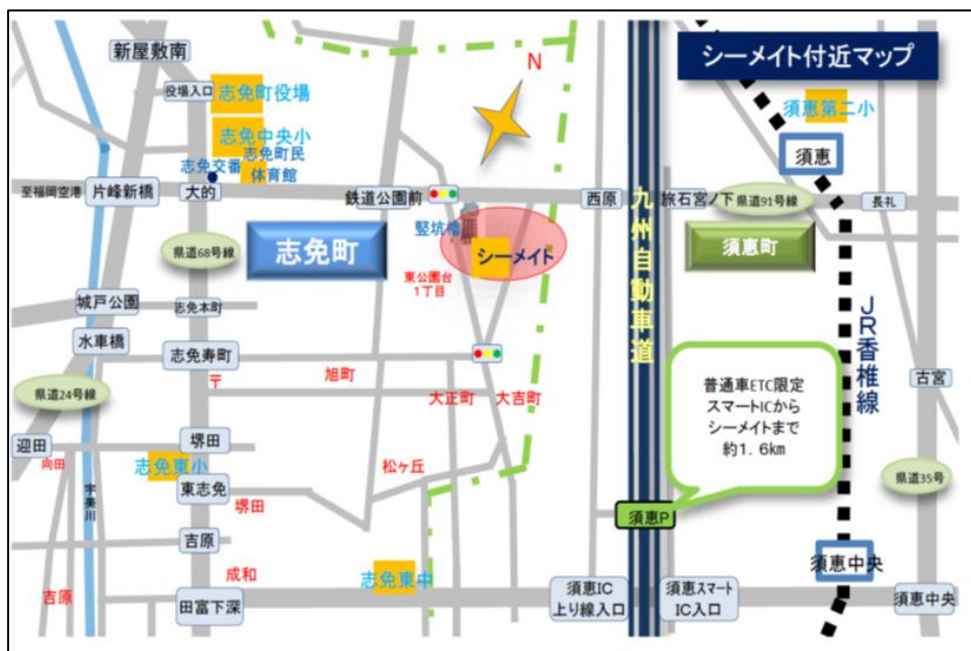 シーメイト付近マップ
新屋敷南
N
役場入口
志免町役場
須恵第二小
志免中央小
志免町民
体育館
志免交番
須恵
至福岡空港
片峰新橋
大的
鉄道公園前
西原
旅石宮ノ下
県道91号線
長礼
竪坑櫓
九州自動車道
県道68号線
志免町
シーメイト
須恵町
東公園台
1丁目
城戸公園
志免本町
JR香椎線
水車橋
志免寿町
旭町
〒
大正町
大吉町
普通車ETC限定
スマートICから
シーメイトまで
約1.6km
古宮
県道24号線
迎田
向田
堺田
志免東小
松ヶ丘
県道35号
宇美川
東志免
堺田
須恵P
吉原
成和
志免東中
須恵中央
吉原
田富下深
須恵IC
上り線入口
須恵スマート
IC入口
須恵中央